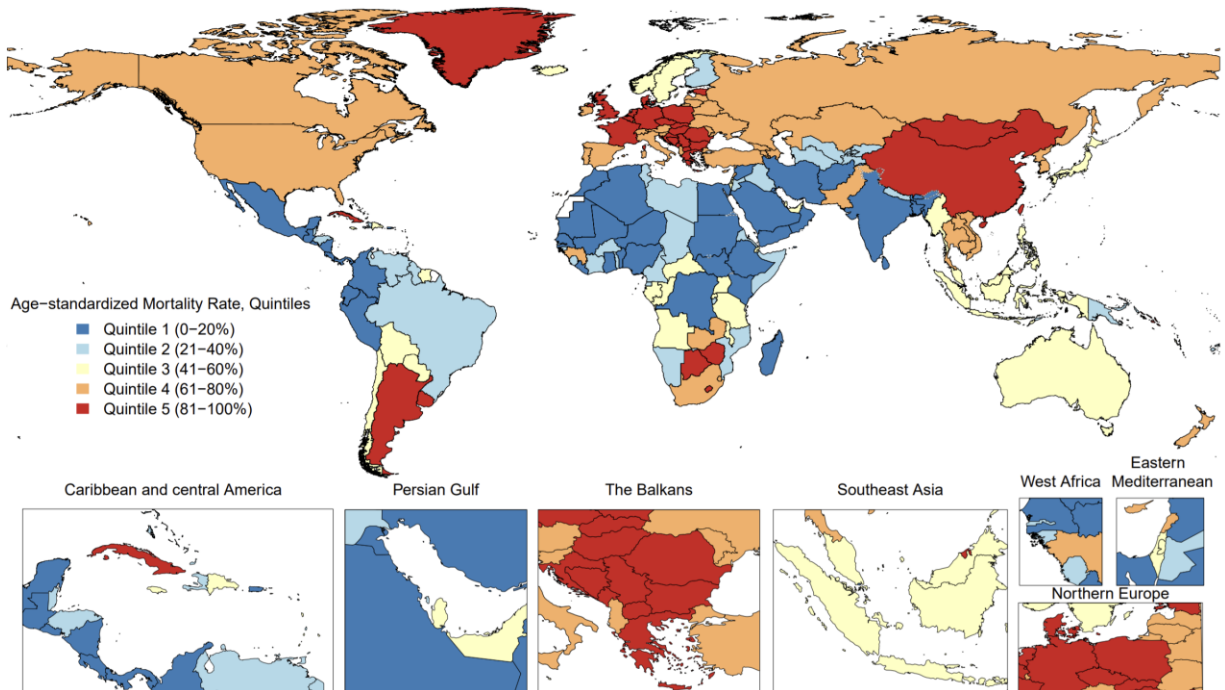 Age−standardized Mortality Rate, Quintiles
Quintile 1 (0−20%)
Quintile 2 (21−40%)
Quintile 3 (41−60%)
Quintile 4 (61−80%)
Quintile 5 (81−100%)
Caribbean and central America
Persian Gulf
The Balkans
Southeast Asia
West Africa
Eastern
Mediterranean
Northern Europe